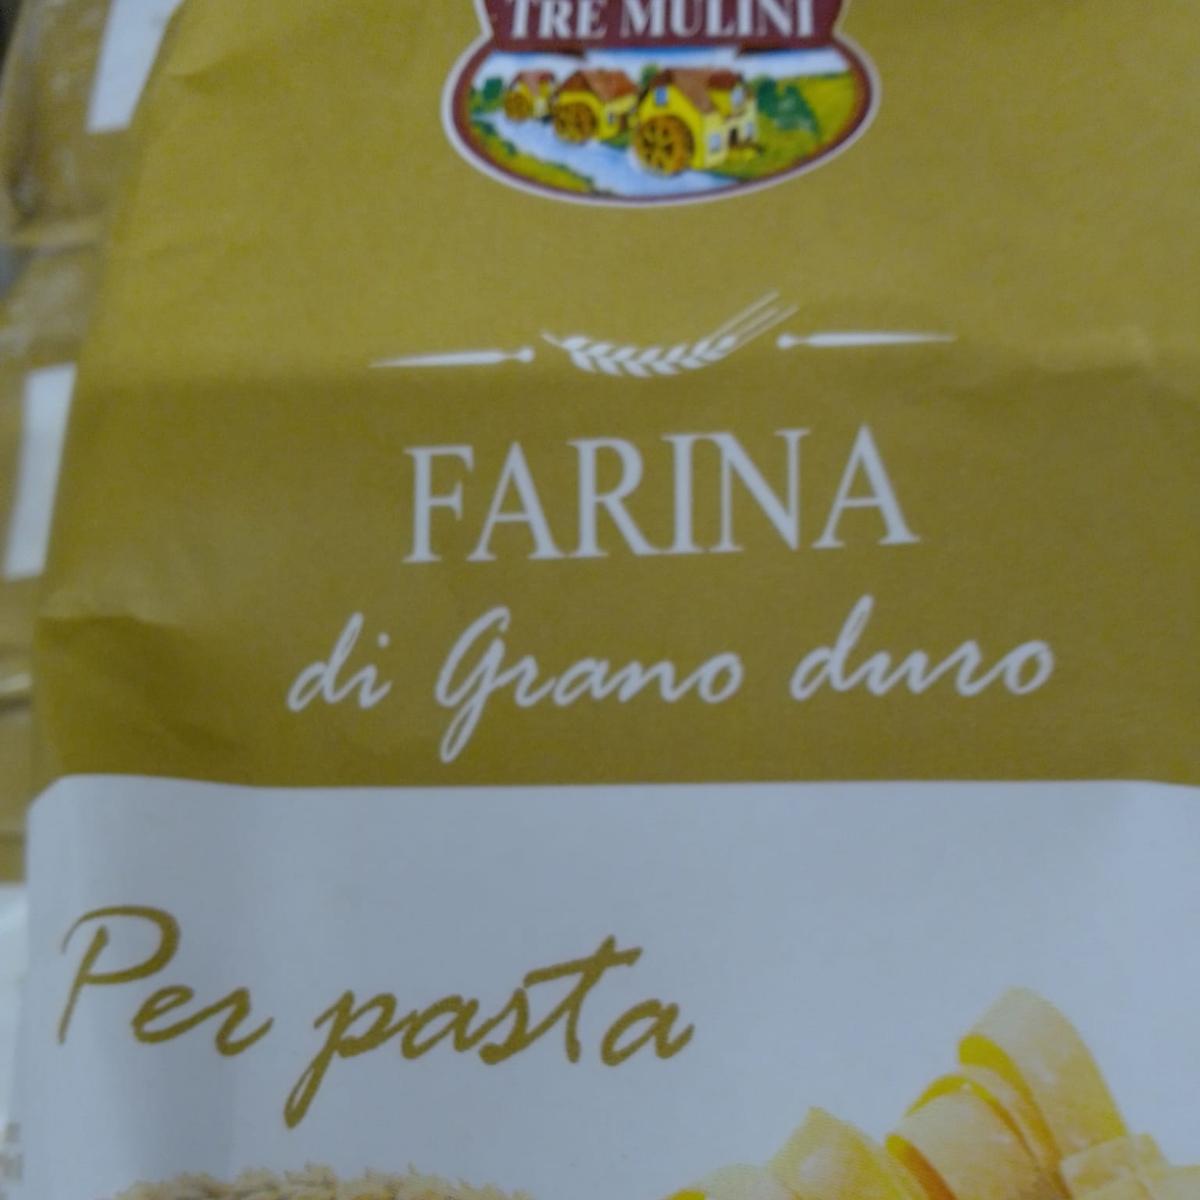 TRE MULINI
FARINA
di Grano duro
Per pasta